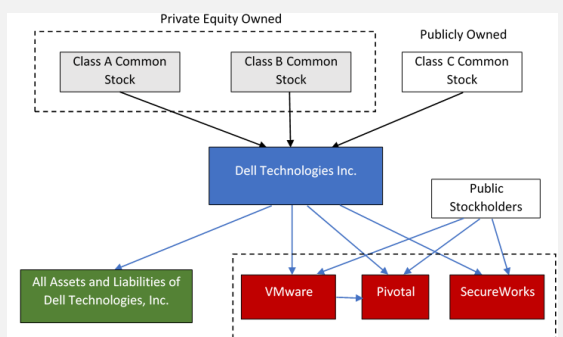 Private Equity Owned
Publicly Owned
Class A Common
Stock
Class B Common
Stock
Class C Common
Stock
Dell Technologies Inc.
Public
Stockholders
All Assets and Liabilities of
Dell Technologies, Inc.
VMware
Pivotal
SecureWorks